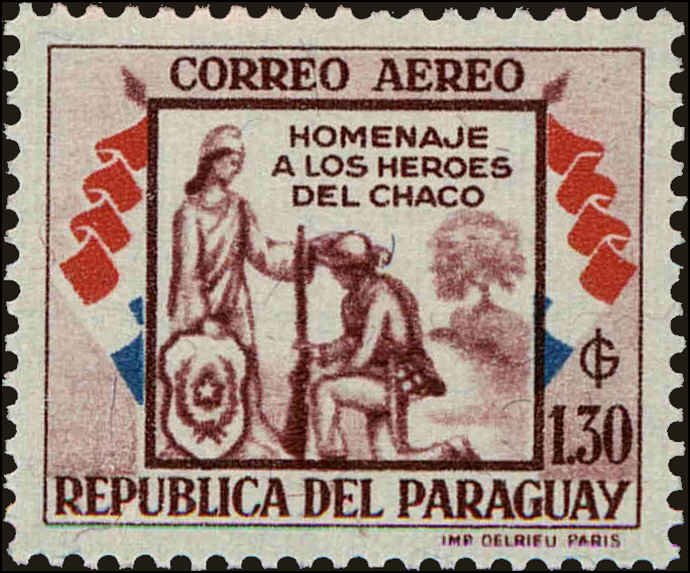 CORREO AEREO
HOMENAJE
A LOS HEROES
DEL CHACO
₲
1.30
REPUBLICA DEL PARAGUAY
IMP DELRIEU PARIS